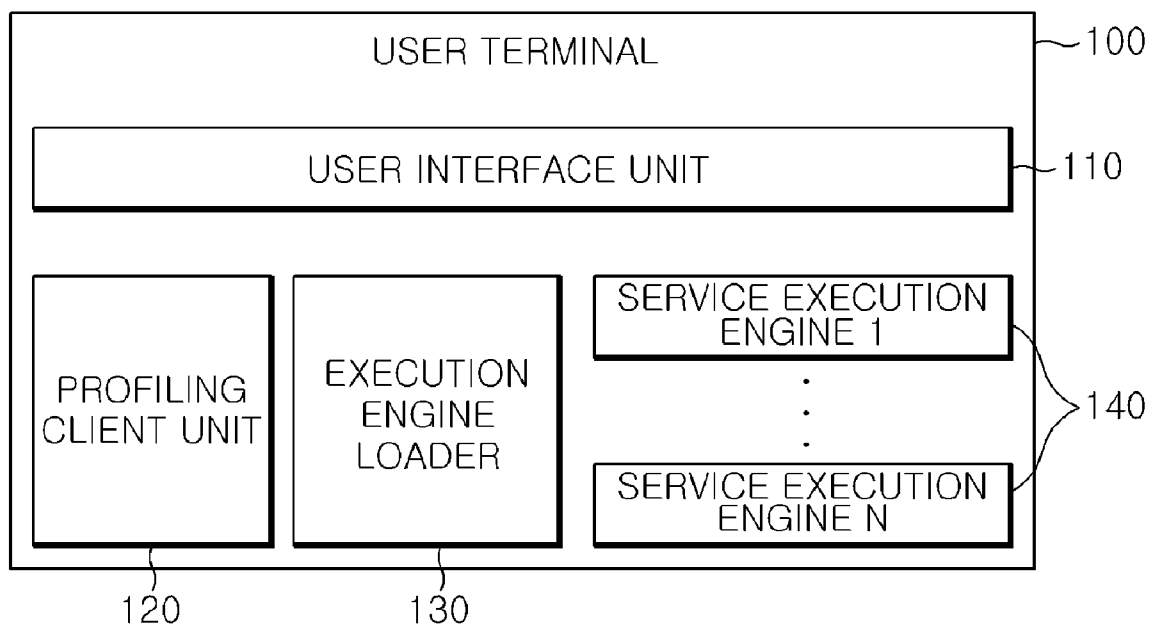 USER TERMINAL
100
USER INTERFACE UNIT
110
PROFILING
CLIENT UNIT
EXECUTION
ENGINE
LOADER
SERVICE EXECUTION
ENGINE 1
SERVICE EXECUTION
ENGINE N
140
120
130